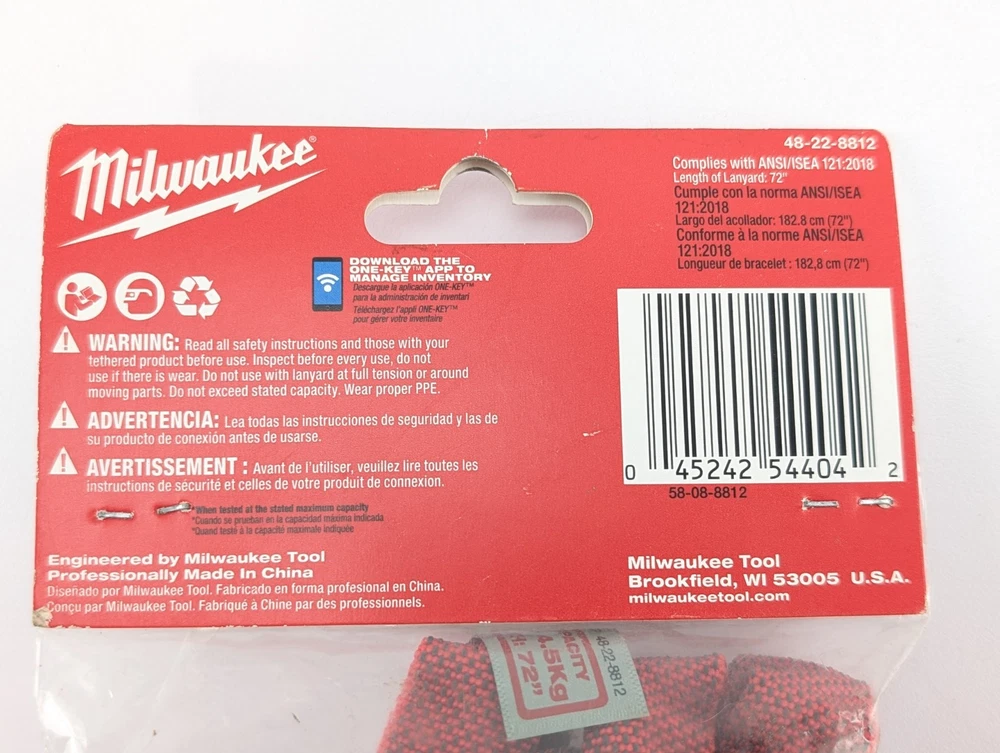 Milwaukee®
48-22-8812
Complies with ANSI/ISEA 121:2018
Length of Lanyard: 72"
Cumple con la norma ANSI/ISEA
121:2018
Largo del acollador: 182.8 cm (72")
Conforme à la norme ANSI/ISEA
121:2018
Longueur de bracelet : 182,8 cm (72")
DOWNLOAD THE
ONE-KEY™ APP TO
MANAGE INVENTORY
Descargue la aplicación ONE-KEY™
para la administración de inventari
Téléchargez l'appli ONE-KEY™
pour gérer votre inventaire
WARNING: Read all safety instructions and those with your
tethered product before use. Inspect before every use, do not
use if there is wear. Do not use with lanyard at full tension or around
moving parts. Do not exceed stated capacity. Wear proper PPE.
ADVERTENCIA: Lea todas las instrucciones de seguridad y las de
su producto de conexión antes de usarse.
AVERTISSEMENT : Avant de l'utiliser, veuillez lire toutes les
instructions de sécurité et celles de votre produit de connexion.
*When tested at the stated maximum capacity
*Cuando se prueban en la capacidad máxima indicada
*Quand testé à la capacité maximale indiquée
0 45242 54404 2
58-08-8812
Engineered by Milwaukee Tool
Professionally Made In China
Diseñado por Milwaukee Tool. Fabricado en forma profesional en China.
Conçu par Milwaukee Tool. Fabriqué à Chine par des professionnels.
Milwaukee Tool
Brookfield, WI 53005 U.S.A.
milwaukeetool.com
48-22-8812
PACITY
4.5Kg
H: 72"